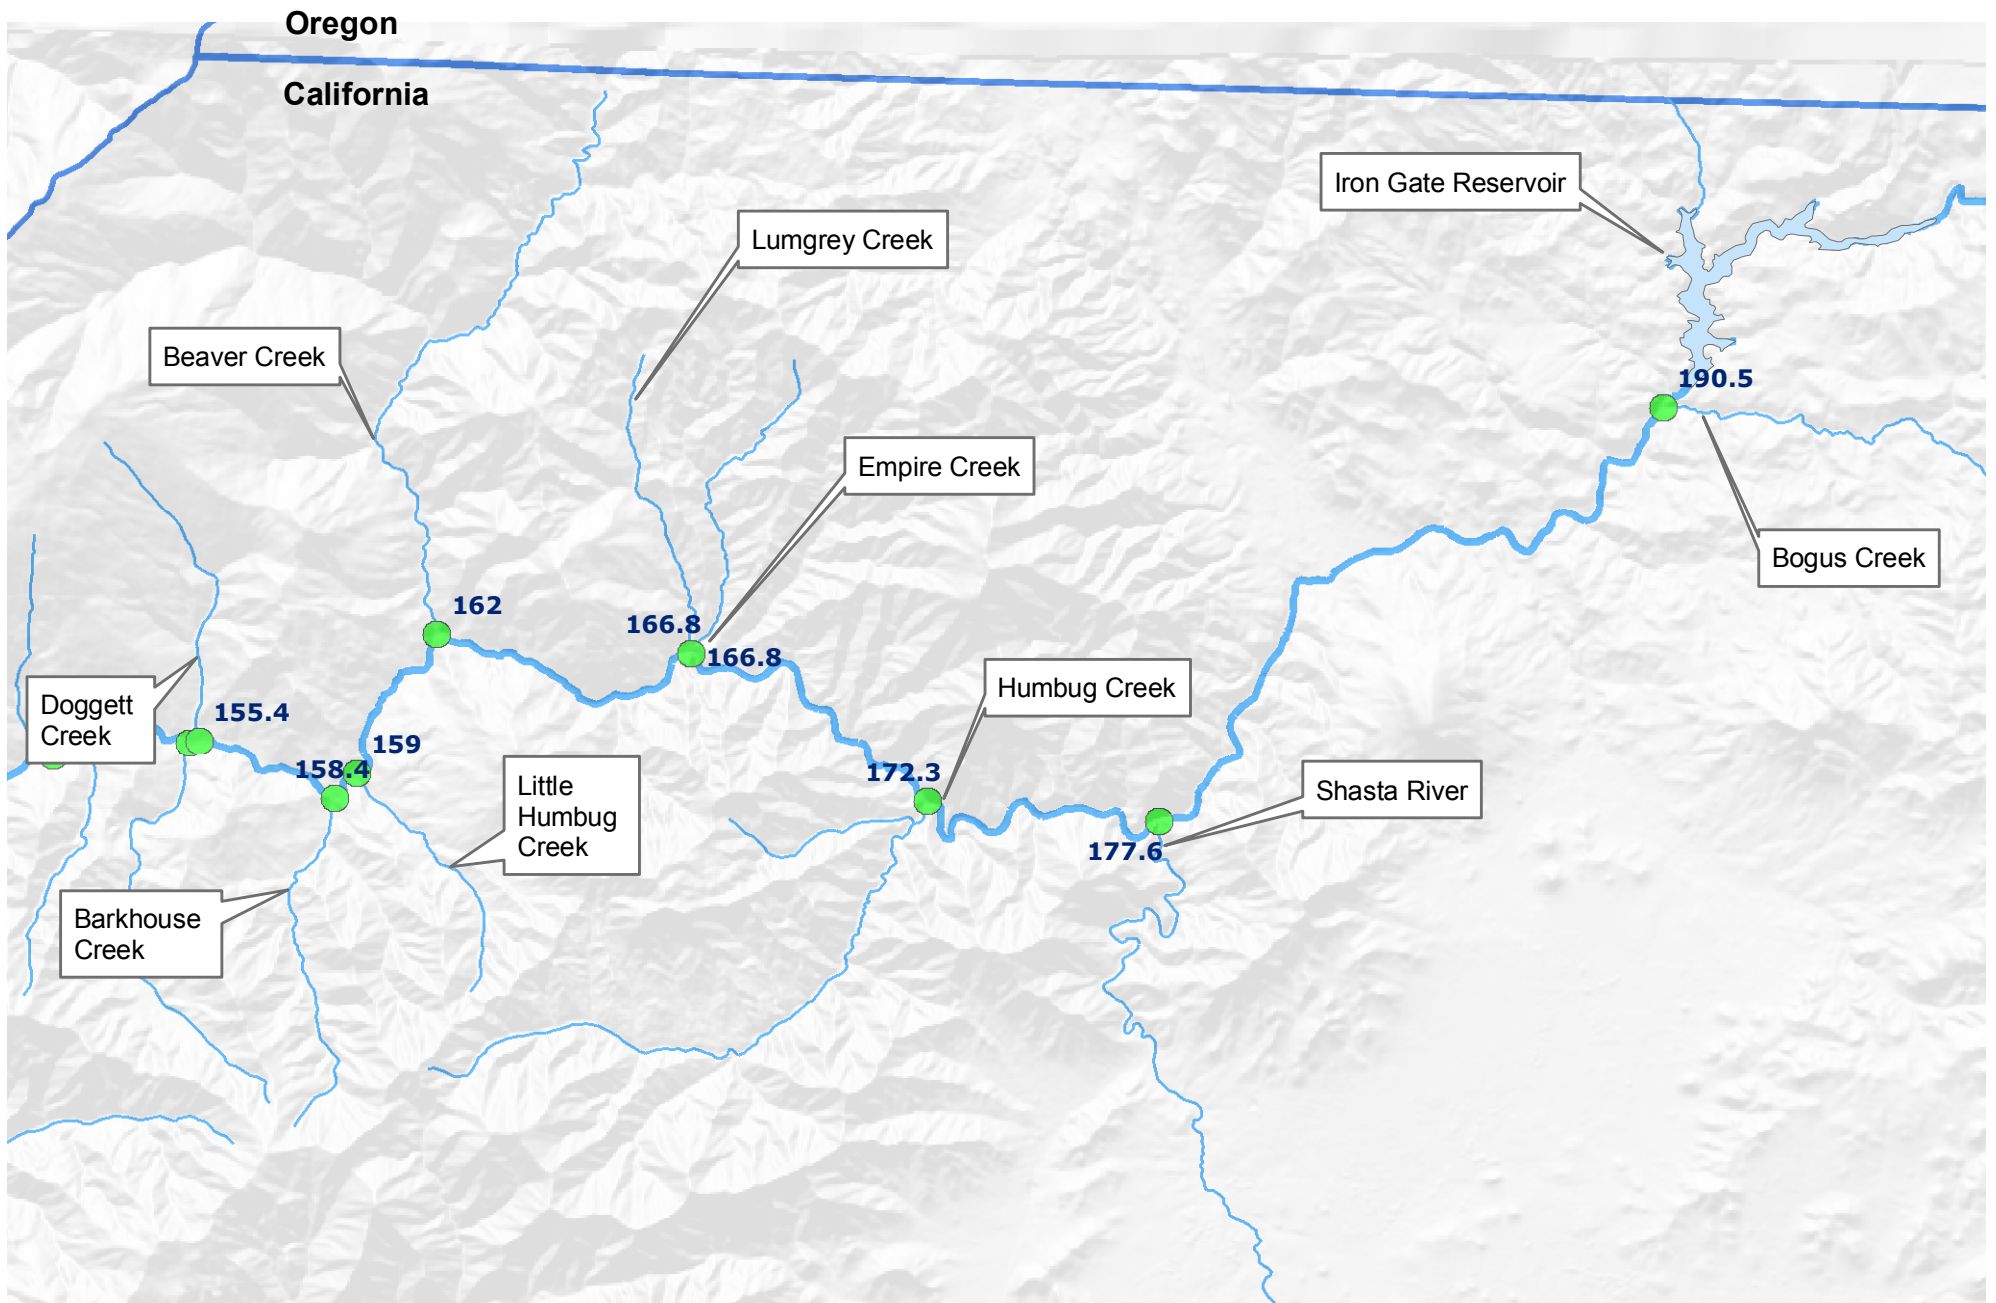 Oregon
California
Iron Gate Reservoir
Lumgrey Creek
Beaver Creek
190.5
Empire Creek
Bogus Creek
162
166.8
166.8
Humbug Creek
Doggett
Creek
155.4
159
158.4
172.3
Little
Humbug
Creek
Shasta River
177.6
Barkhouse
Creek